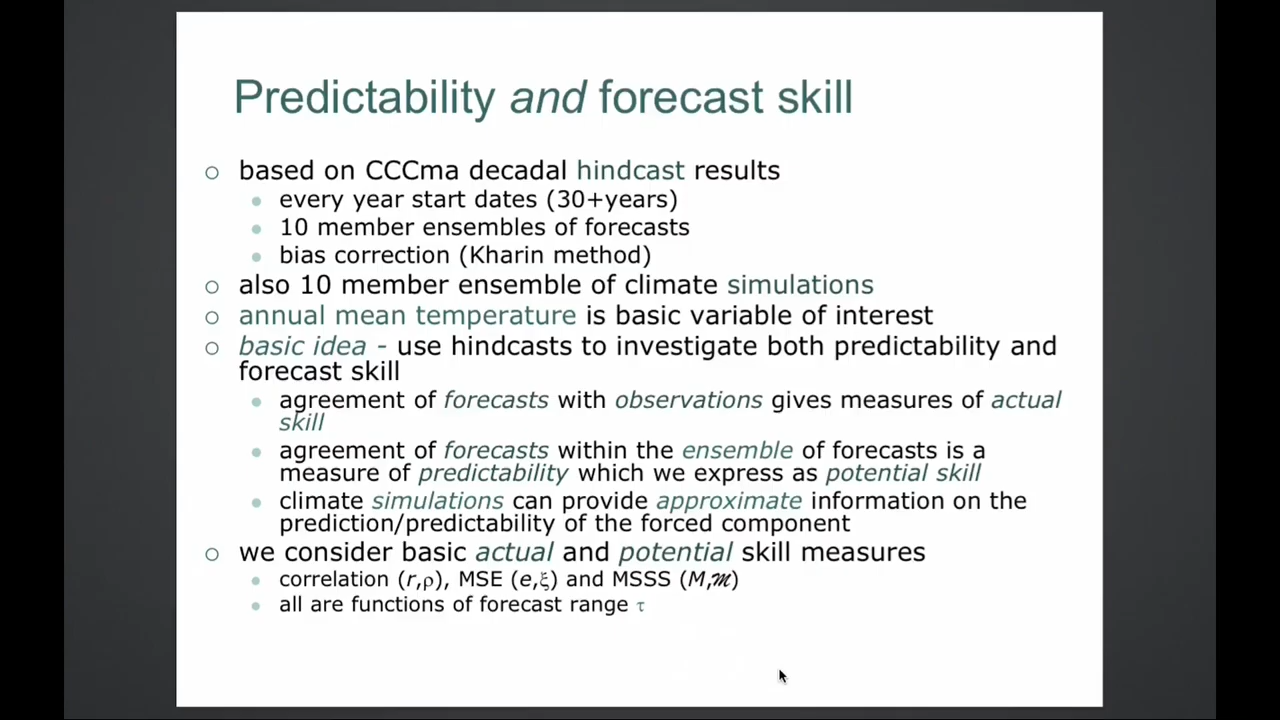 Predictability and forecast skill
based on CCCma decadal hindcast results
every year start dates (30+years)
10 member ensembles of forecasts
bias correction (Kharin method)
also 10 member ensemble of climate simulations
annual mean temperature is basic variable of interest
basic idea - use hindcasts to investigate both predictability and
forecast skill
agreement of forecasts with observations gives measures of actual
skill
agreement of forecasts within the ensemble of forecasts is a
measure of predictability which we express as potential skill
climate simulations can provide approximate information on the
prediction/predictability of the forced component
we consider basic actual and potential skill measures
correlation (r,ρ), MSE (e,ξ) and MSSS (M,ℳ)
all are functions of forecast range τ